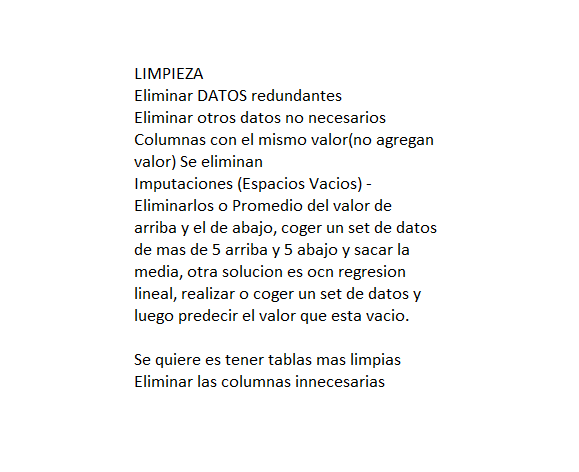 LIMPIEZA
Eliminar DATOS redundantes
Eliminar otros datos no necesarios
Columnas con el mismo valor(no agregan
valor) Se eliminan
Imputaciones (Espacios Vacios) -
Eliminarlos o Promedio del valor de
arriba y el de abajo, coger un set de datos
de mas de 5 arriba y 5 abajo y sacar la
media, otra solucion es ocn regresion
lineal, realizar o coger un set de datos y
luego predecir el valor que esta vacio.
Se quiere es tener tablas mas limpias
Eliminar las columnas innecesarias